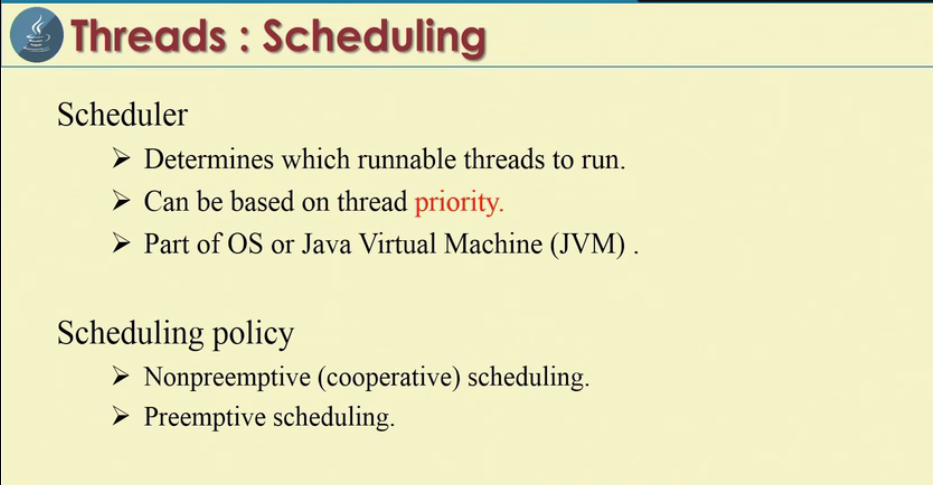 Threads : Scheduling
Scheduler
➢ Determines which runnable threads to run.
➢ Can be based on thread priority.
➢ Part of OS or Java Virtual Machine (JVM) .
Scheduling policy
➢ Nonpreemptive (cooperative) scheduling.
➢ Preemptive scheduling.